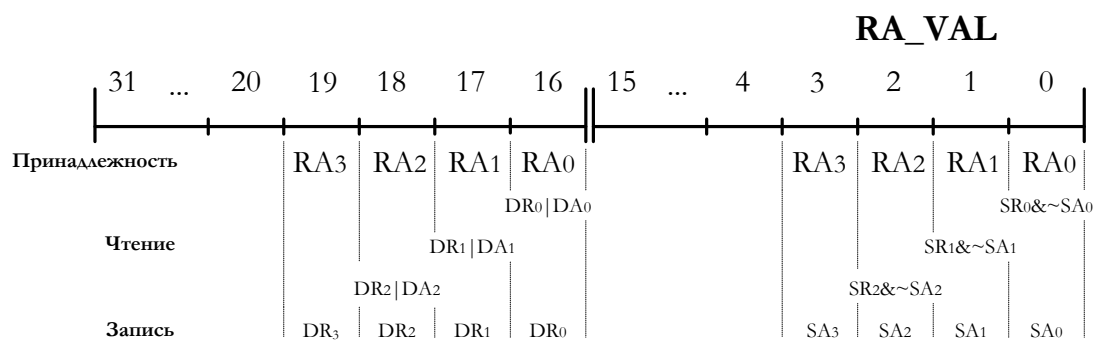 RA_VAL
31 ... 20 19 18 17 16 15 ... 4 3 2 1 0
Принадлежность RA3 RA2 RA1 RA0 RA3 RA2 RA1 RA0
DR0|DA0 SR0&~SA0
Чтение DR1|DA1 SR1&~SA1
DR2|DA2 SR2&~SA2
Запись DR3 DR2 DR1 DR0 SA3 SA2 SA1 SA0